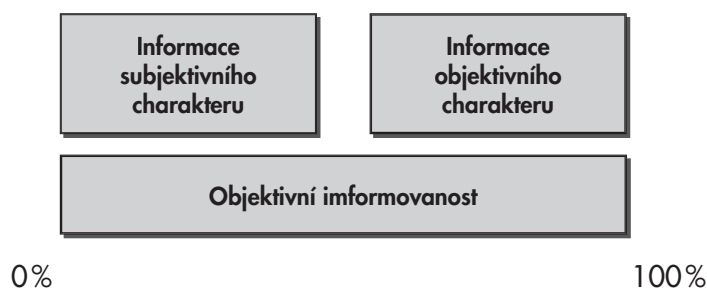 Informace
subjektivního
charakteru
Informace
objektivního
charakteru
Objektivní imformovanost
0%
100%